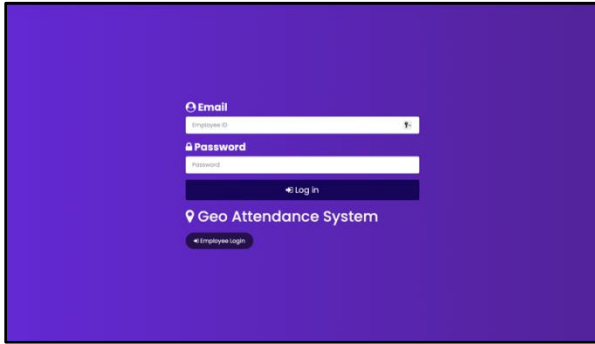 Email
Employee ID
Password
Password
Log in
Geo Attendance System
Employee Login